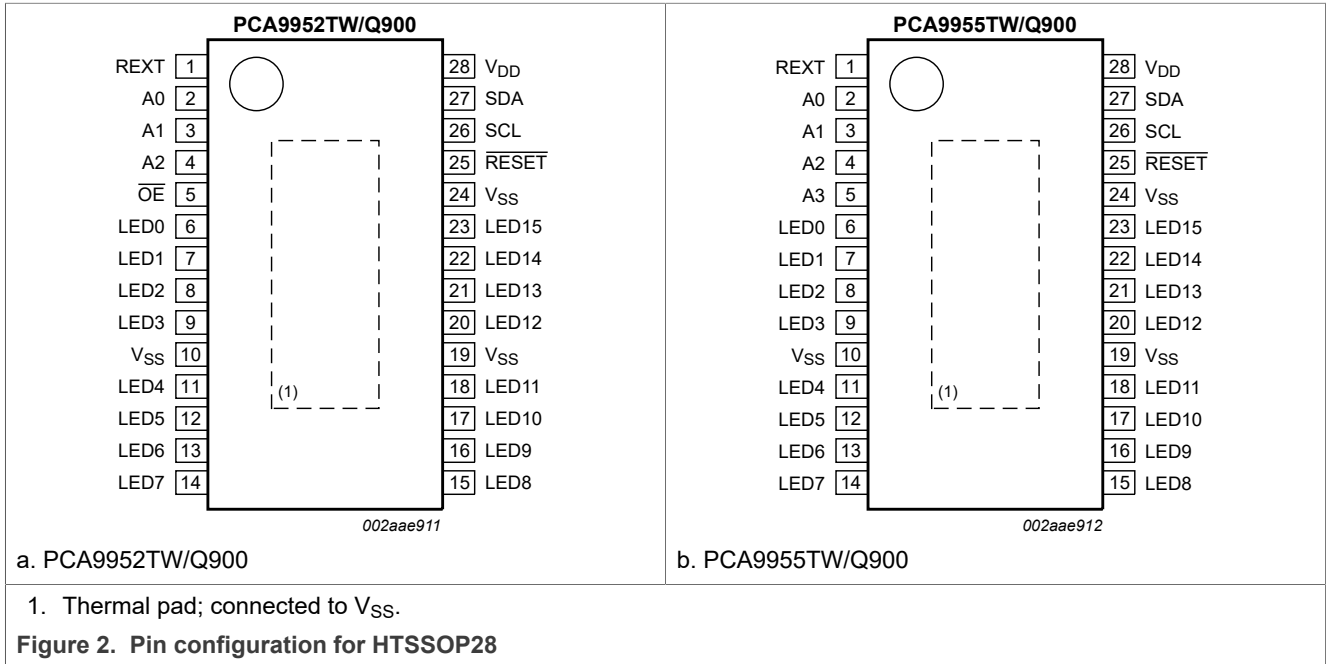 PCA9952TW/Q900
REXT 1
A0 2
A1 3
A2 4
O̅E̅ 5
LED0 6
LED1 7
LED2 8
LED3 9
VSS 10
LED4 11
LED5 12
LED6 13
LED7 14
28 VDD
27 SDA
26 SCL
25 R̅E̅S̅E̅T̅
24 VSS
23 LED15
22 LED14
21 LED13
20 LED12
19 VSS
18 LED11
17 LED10
16 LED9
15 LED8
(1)
002aae911
a. PCA9952TW/Q900
PCA9955TW/Q900
REXT 1
A0 2
A1 3
A2 4
A3 5
LED0 6
LED1 7
LED2 8
LED3 9
VSS 10
LED4 11
LED5 12
LED6 13
LED7 14
28 VDD
27 SDA
26 SCL
25 R̅E̅S̅E̅T̅
24 VSS
23 LED15
22 LED14
21 LED13
20 LED12
19 VSS
18 LED11
17 LED10
16 LED9
15 LED8
(1)
002aae912
b. PCA9955TW/Q900
1. Thermal pad; connected to VSS.
Figure 2. Pin configuration for HTSSOP28